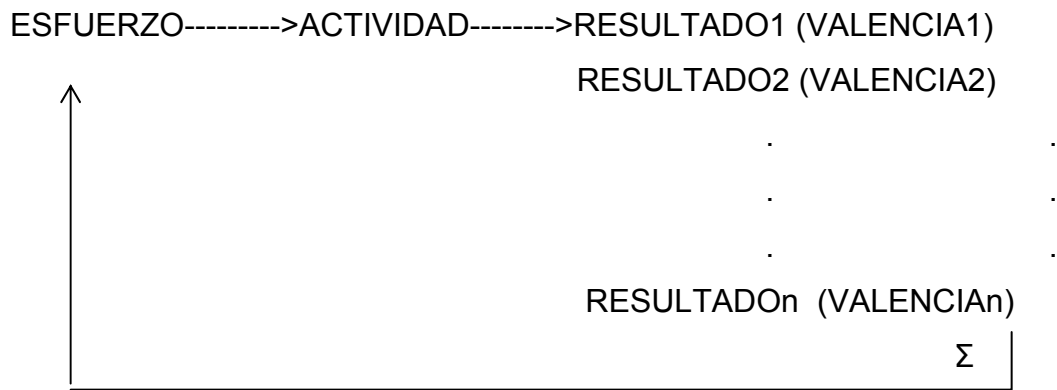 ESFUERZO--------->ACTIVIDAD-------->RESULTADO1 (VALENCIA1)
RESULTADO2 (VALENCIA2)
. .
. .
. .
RESULTADOn (VALENCIAn)
Σ